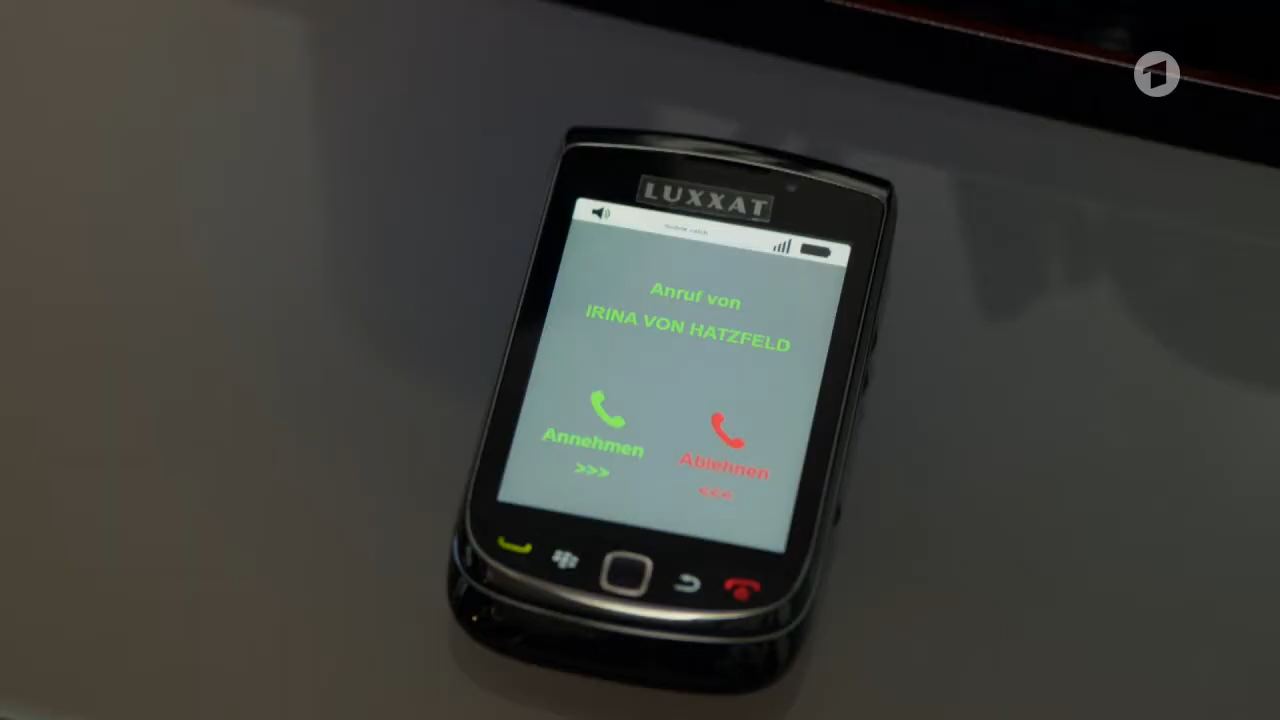 LUXXAT
Anruf von
IRINA VON HATZFELD
Annehmen
Ablehnen
>>>
<<<